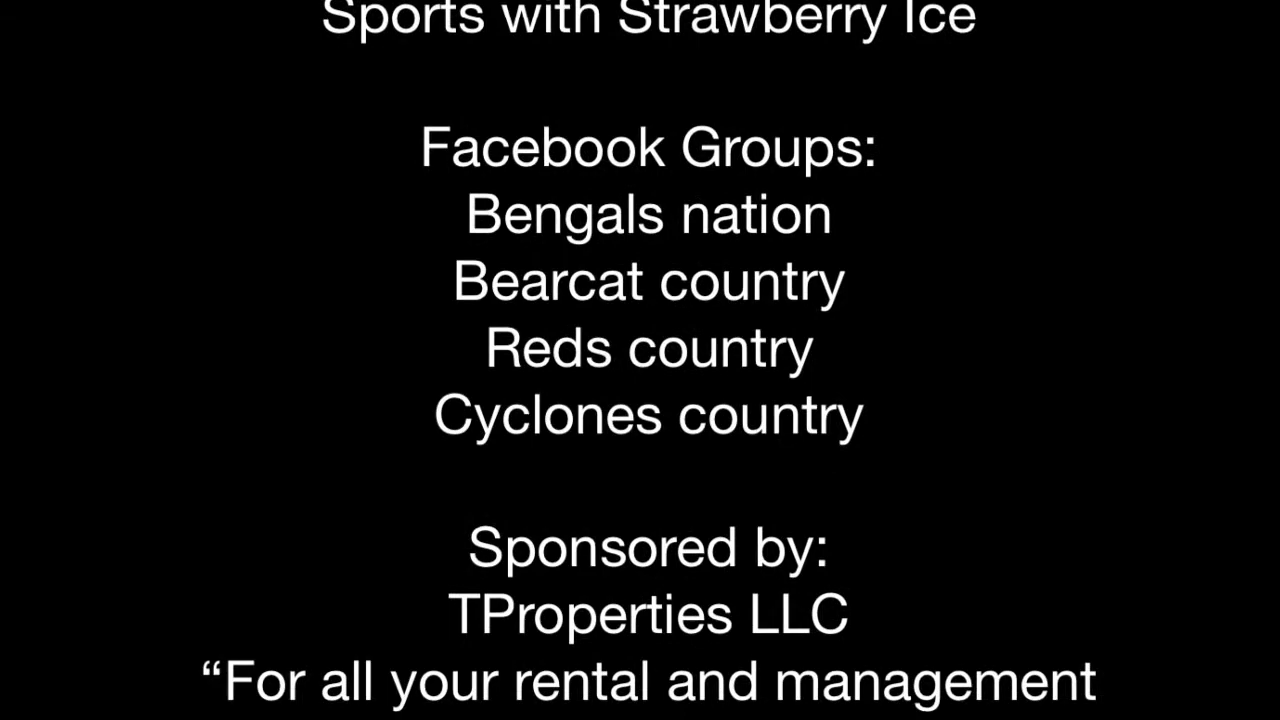 Sports with Strawberry Ice
Facebook Groups:
Bengals nation
Bearcat country
Reds country
Cyclones country
Sponsored by:
TProperties LLC
“For all your rental and management